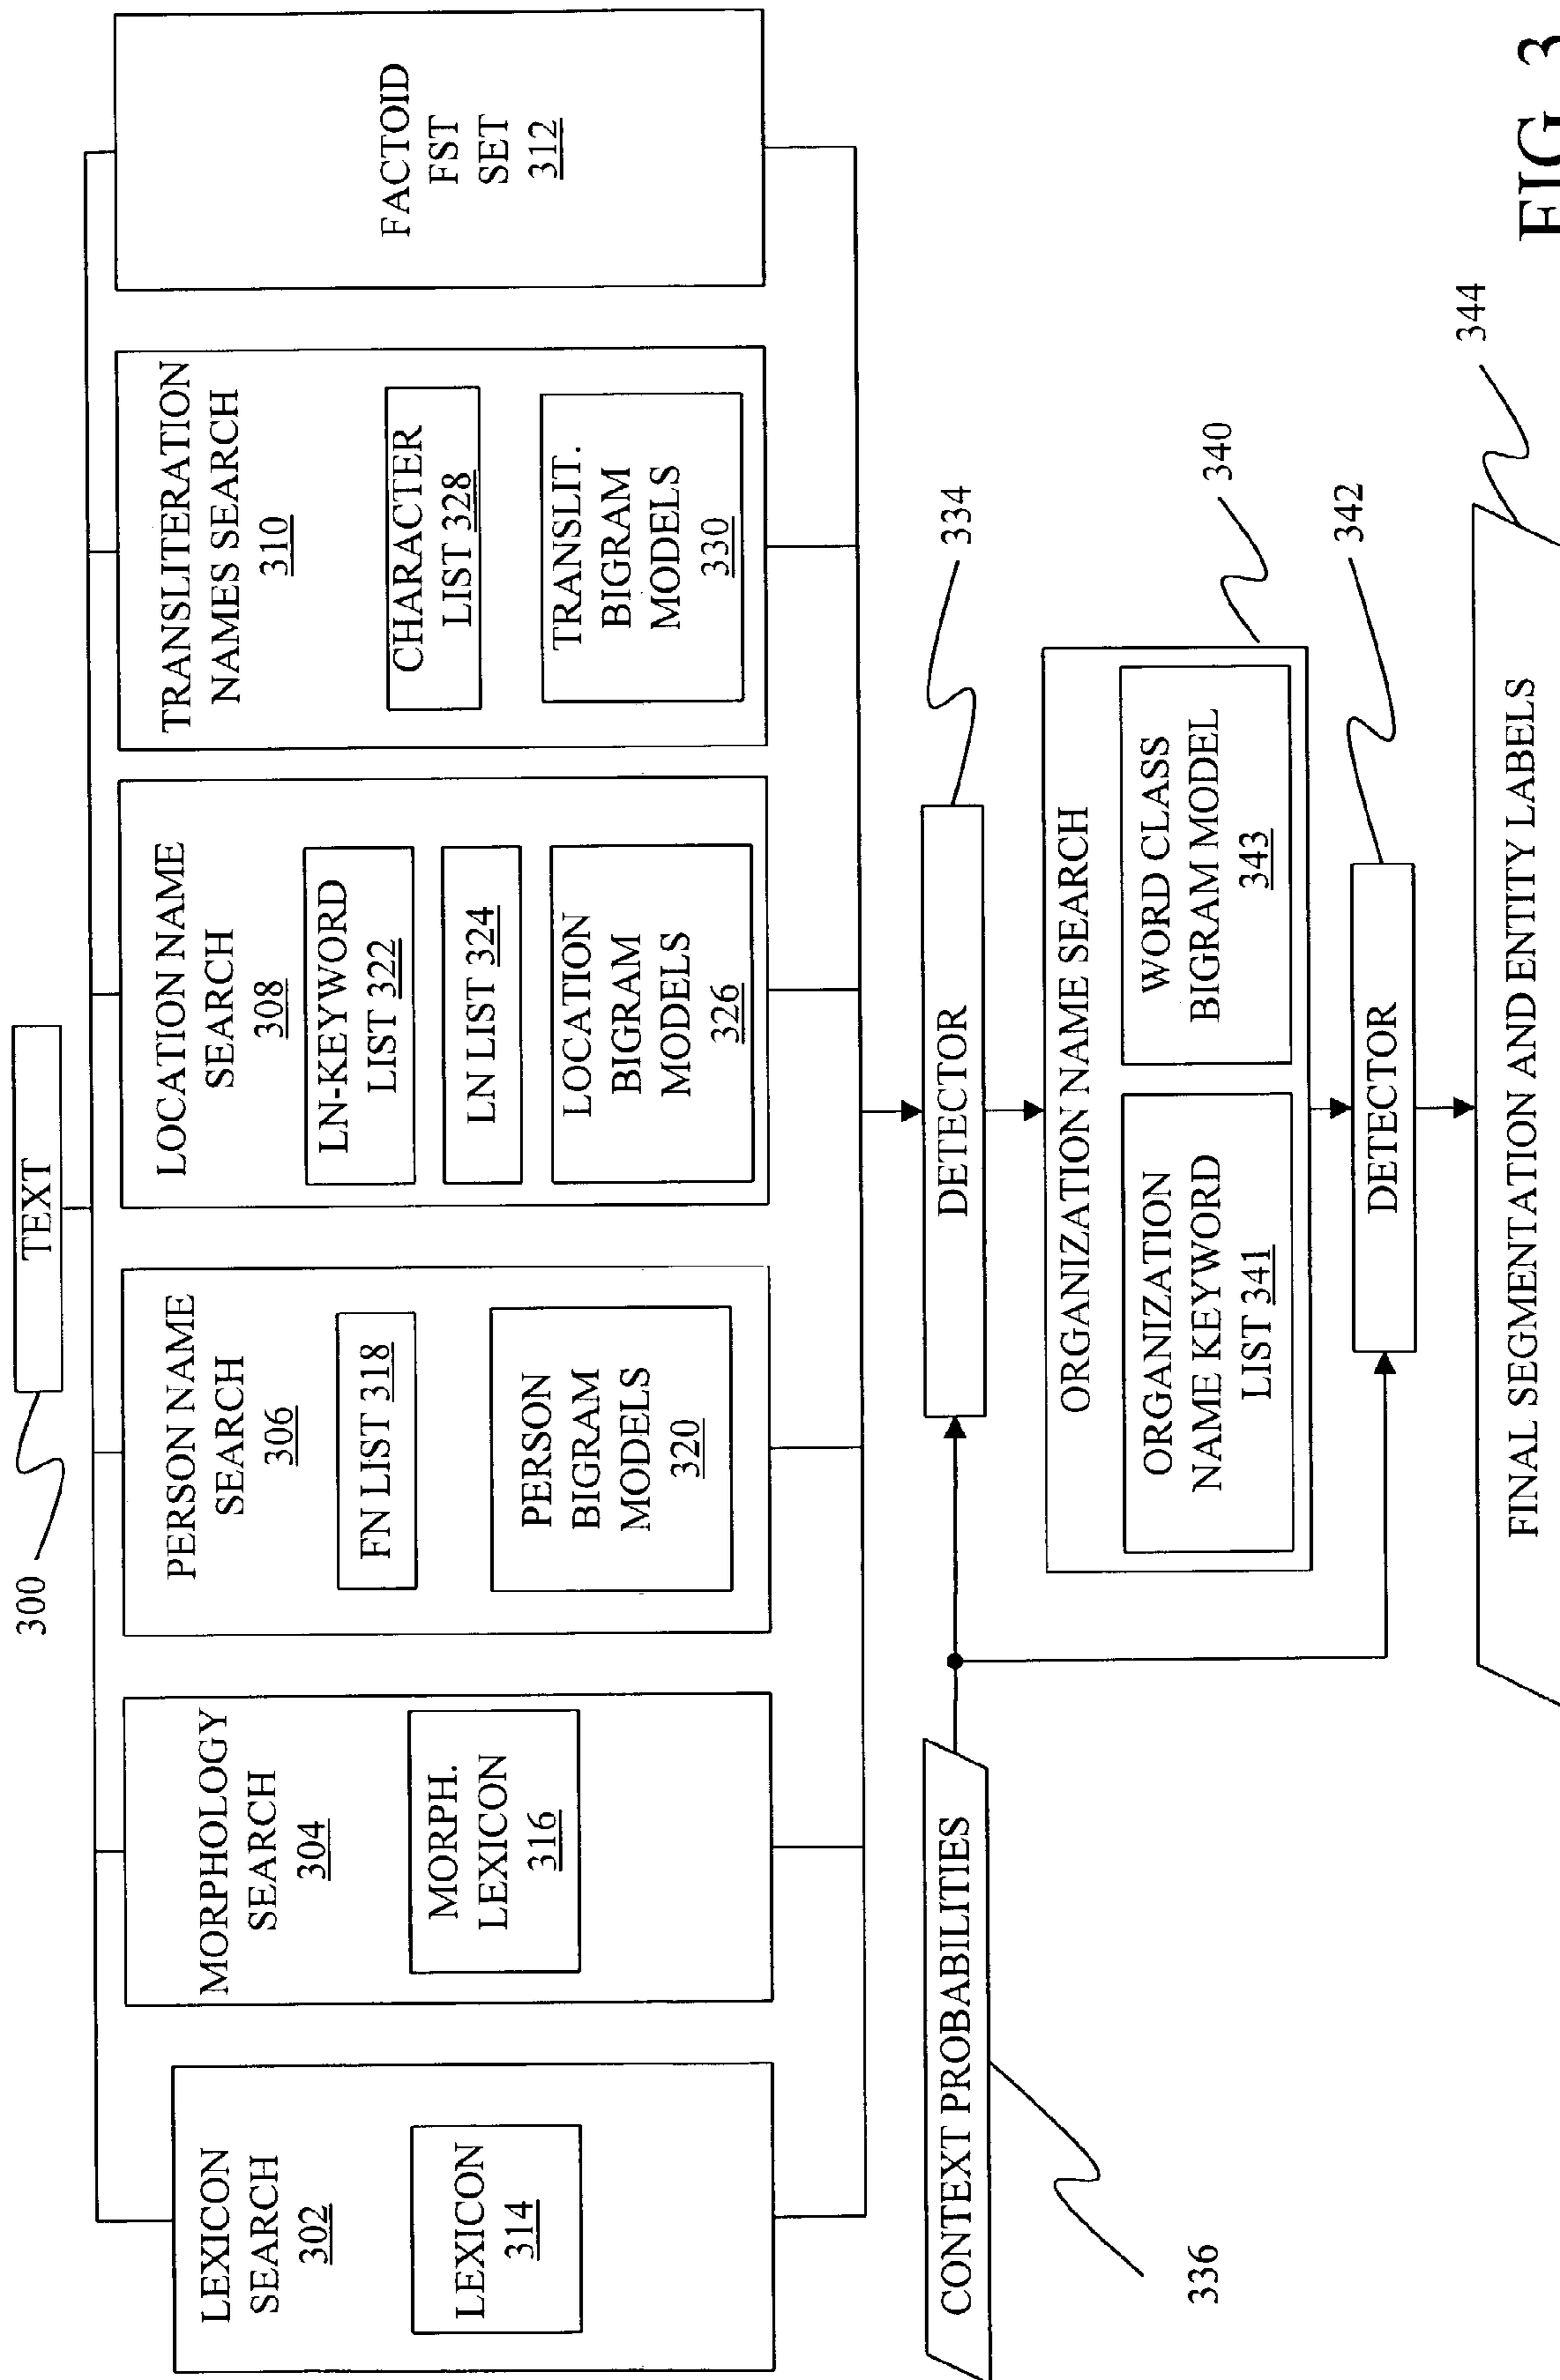 TEXT
300
LEXICON
SEARCH
302
LEXICON
314
MORPHOLOGY
SEARCH
304
MORPH.
LEXICON
316
PERSON NAME
SEARCH
306
FN LIST 318
PERSON
BIGRAM
MODELS
320
LOCATION NAME
SEARCH
308
LN-KEYWORD
LIST 322
LN LIST 324
LOCATION
BIGRAM
MODELS
326
TRANSLITERATION
NAMES SEARCH
310
CHARACTER
LIST 328
TRANSLIT.
BIGRAM
MODELS
330
FACTOID
FST
SET
312
CONTEXT PROBABILITIES
336
DETECTOR
334
ORGANIZATION NAME SEARCH
340
ORGANIZATION
NAME KEYWORD
LIST 341
WORD CLASS
BIGRAM MODEL
343
DETECTOR
342
FINAL SEGMENTATION AND ENTITY LABELS
344
FIG. 3